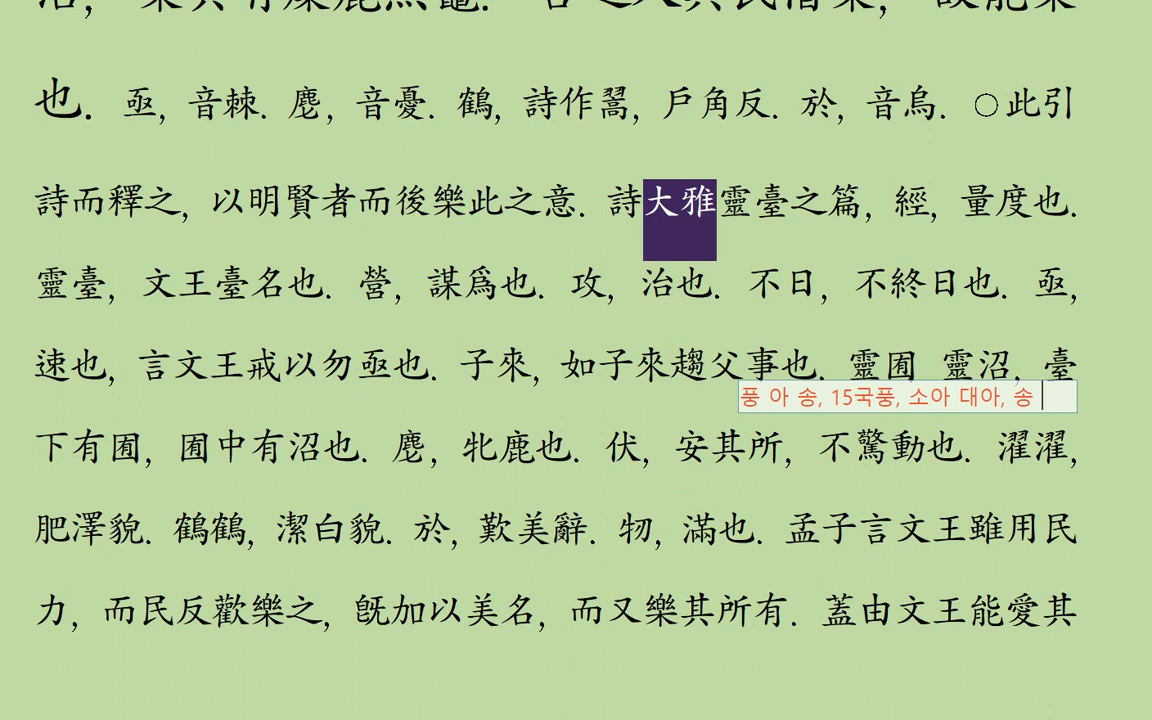 也. 亟, 音棘. 麀, 音憂. 鶴, 詩作翯, 戶角反. 於, 音烏. ○此引
詩而釋之, 以明賢者而後樂此之意. 詩大雅靈臺之篇, 經, 量度也.
靈臺, 文王臺名也. 營, 謀爲也. 攻, 治也. 不日, 不終日也. 亟,
速也, 言文王戒以勿亟也. 子來, 如子來趨父事也. 靈囿 靈沼, 臺
풍 아 송, 15국풍, 소아 대아, 송
下有囿, 囿中有沼也. 麀, 牝鹿也. 伏, 安其所, 不驚動也. 濯濯,
肥澤貌. 鶴鶴, 潔白貌. 於, 歎美辭. 牣, 滿也. 孟子言文王雖用民
力, 而民反歡樂之, 旣加以美名, 而又樂其所有. 蓋由文王能愛其